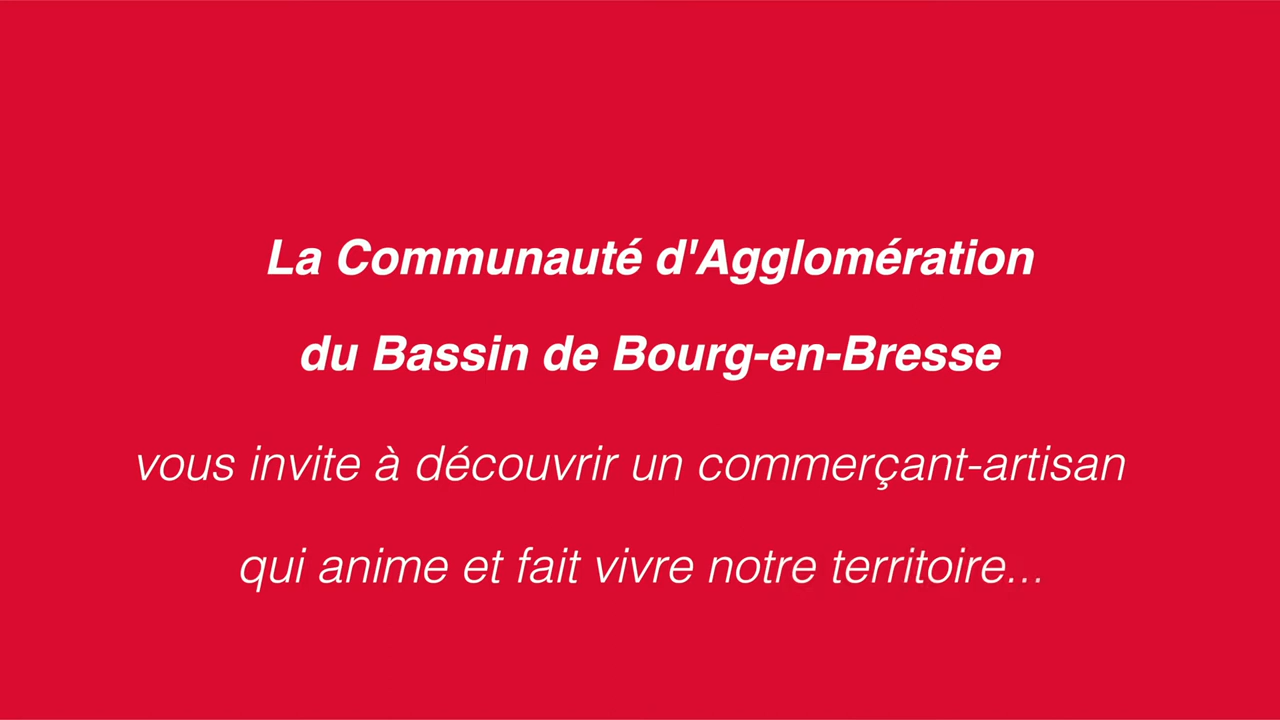 La Communauté d'Agglomération
du Bassin de Bourg-en-Bresse
vous invite à découvrir un commerçant-artisan
qui anime et fait vivre notre territoire...